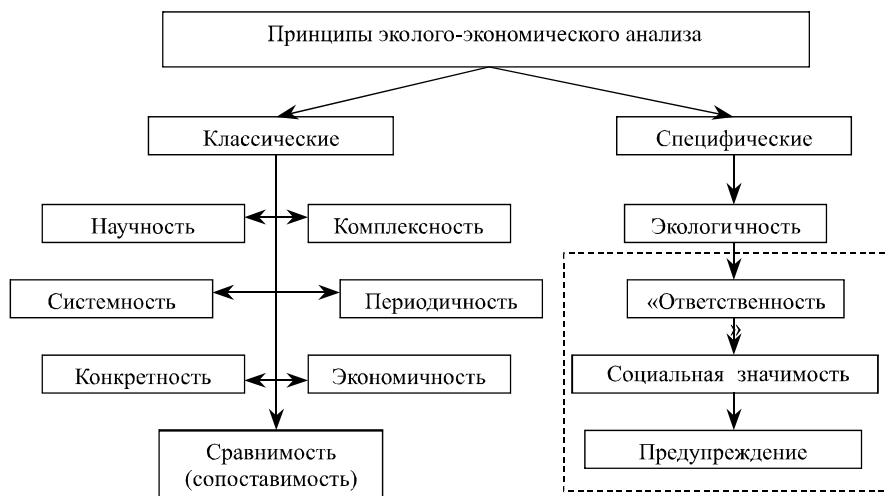 Принципы эколого-экономического анализа
Классические
Специфические
Научность
Комплексность
Экологичность
Системность
Периодичность
«Ответственность
»
Конкретность
Экономичность
Социальная значимость
Сравнимость
(сопоставимость)
Предупреждение